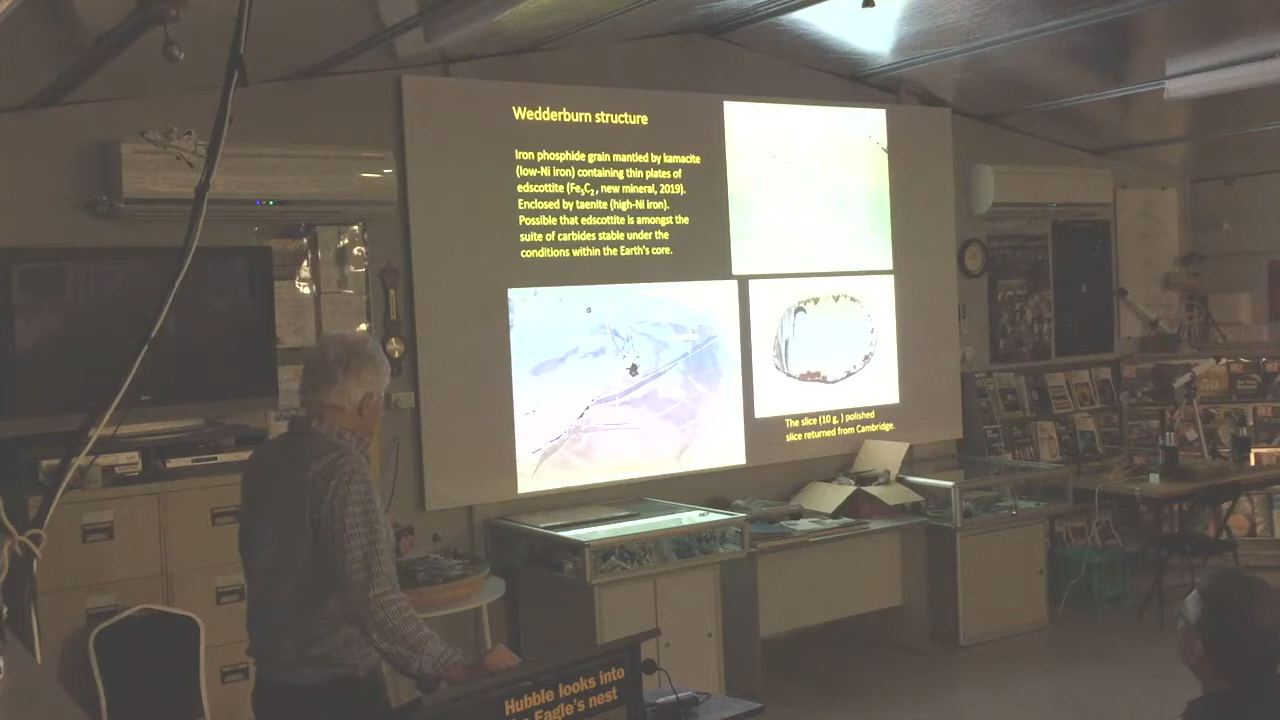 Wedderburn structure
Iron phosphide grain mantled by kamacite
(low-Ni iron) containing thin plates of
edscottite (Fe₅C₂, new mineral, 2019).
Enclosed by taenite (high-Ni iron).
Possible that edscottite is amongst the
suite of carbides stable under the
conditions within the Earth's core.
The slice (10 g, ) polished
slice returned from Cambridge.
Hubble looks into
Eagle's nest